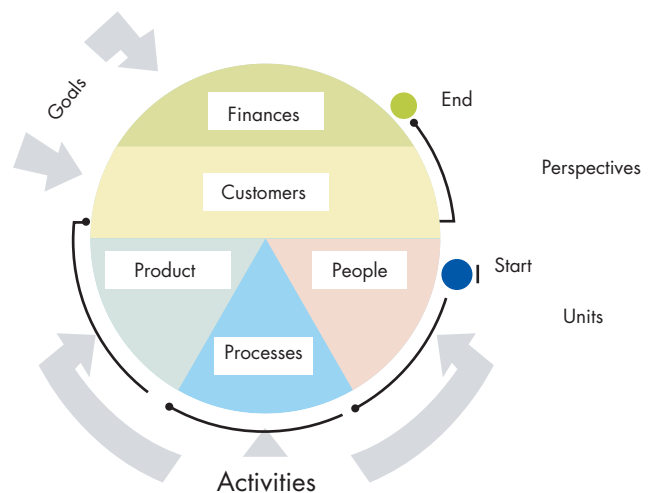 Goals
Finances
End
Perspectives
Customers
Product
People
Start
Units
Processes
Activities